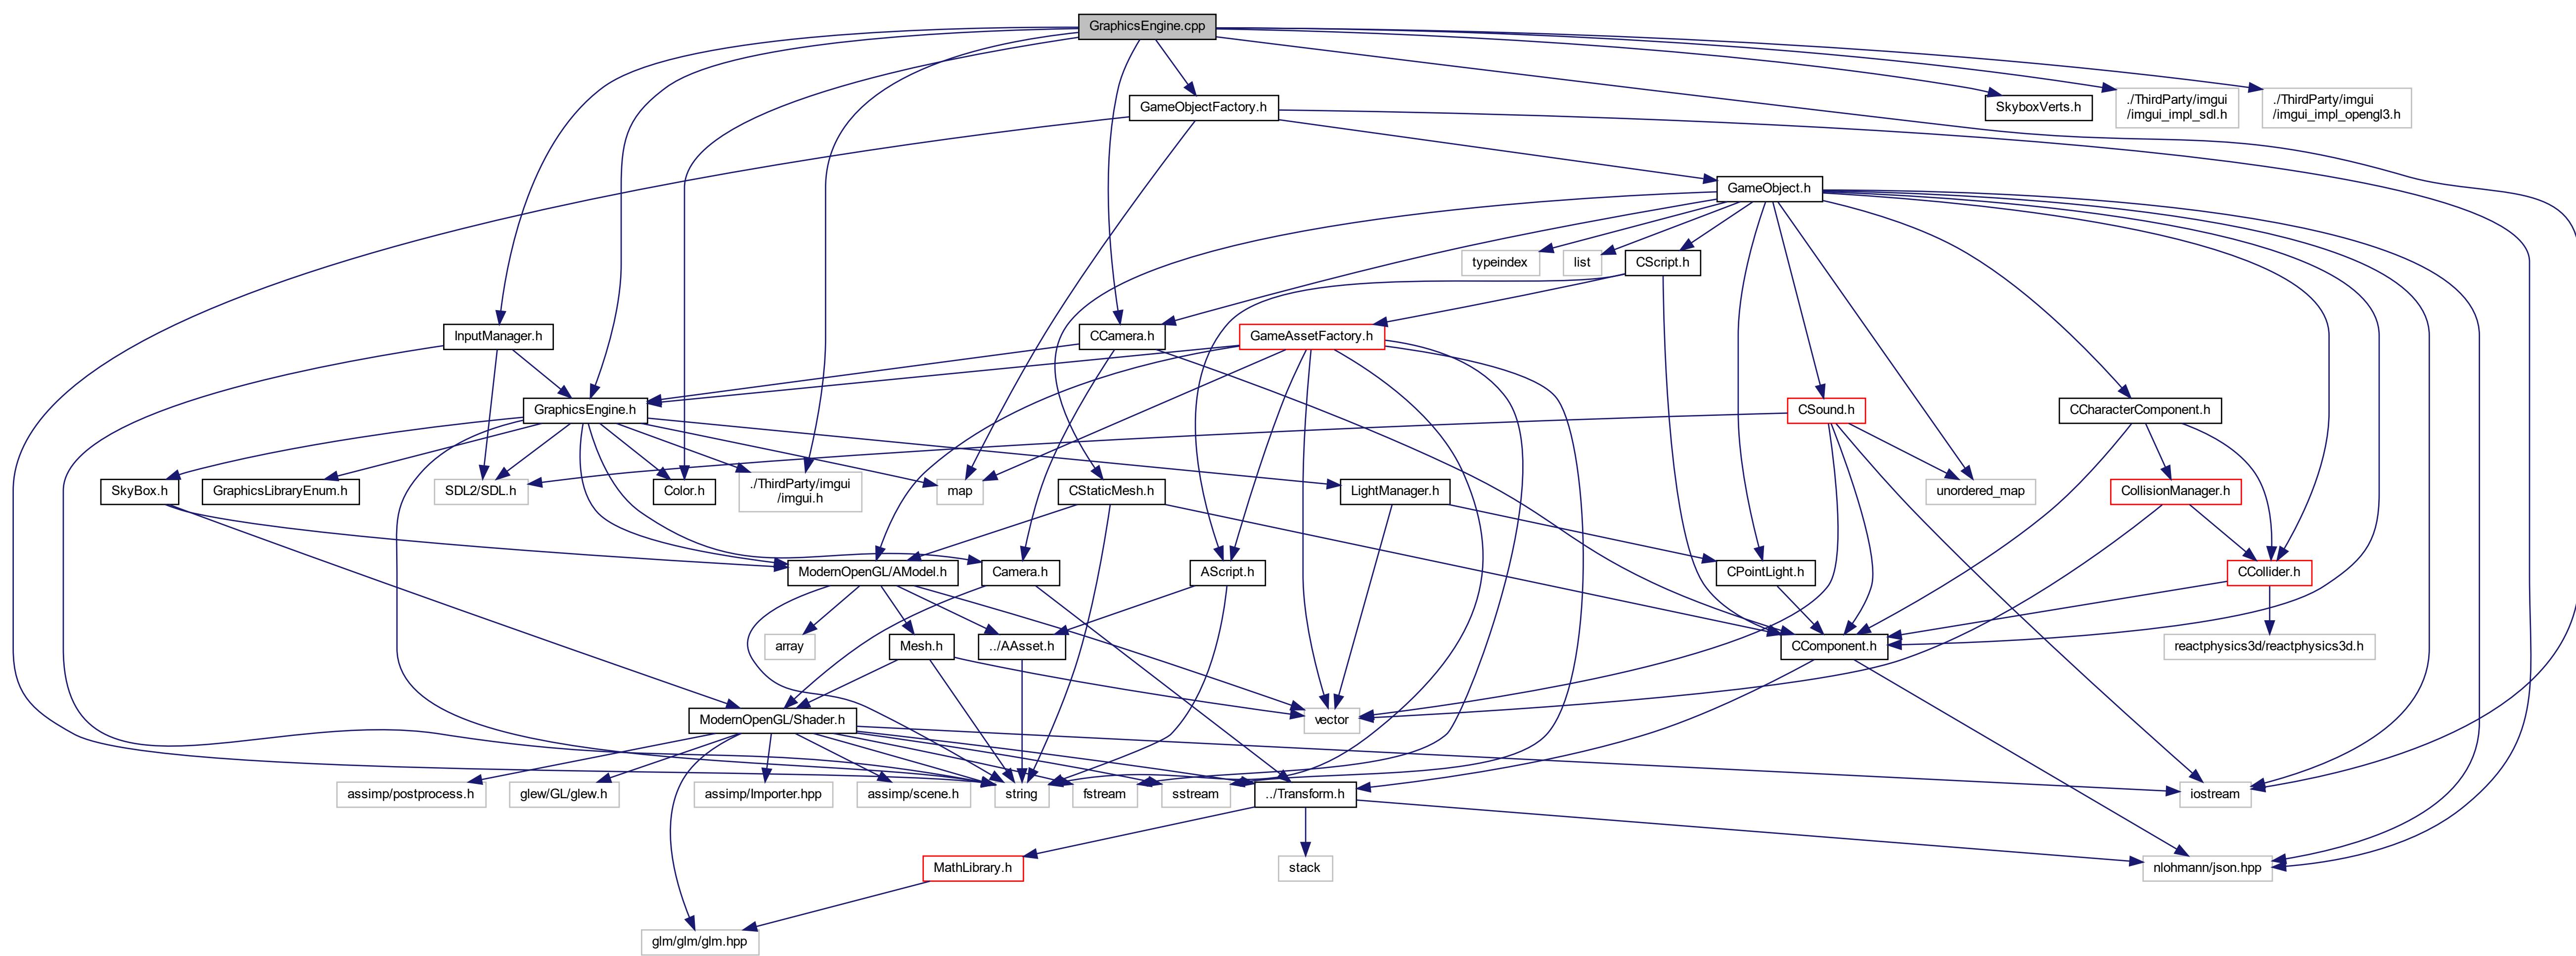 GraphicsEngine.cpp
GameObjectFactory.h
SkyboxVerts.h
./ThirdParty/imgui
/imgui_impl_sdl.h
./ThirdParty/imgui
/imgui_impl_opengl3.h
GameObject.h
typeindex
list
CScript.h
InputManager.h
CCamera.h
GameAssetFactory.h
GraphicsEngine.h
CSound.h
CCharacterComponent.h
SkyBox.h
GraphicsLibraryEnum.h
SDL2/SDL.h
Color.h
./ThirdParty/imgui
/imgui.h
map
CStaticMesh.h
LightManager.h
unordered_map
CollisionManager.h
ModernOpenGL/AModel.h
Camera.h
AScript.h
CPointLight.h
CCollider.h
array
Mesh.h
../AAsset.h
CComponent.h
reactphysics3d/reactphysics3d.h
ModernOpenGL/Shader.h
vector
assimp/postprocess.h
glew/GL/glew.h
assimp/Importer.hpp
assimp/scene.h
string
fstream
sstream
../Transform.h
iostream
MathLibrary.h
stack
nlohmann/json.hpp
glm/glm/glm.hpp